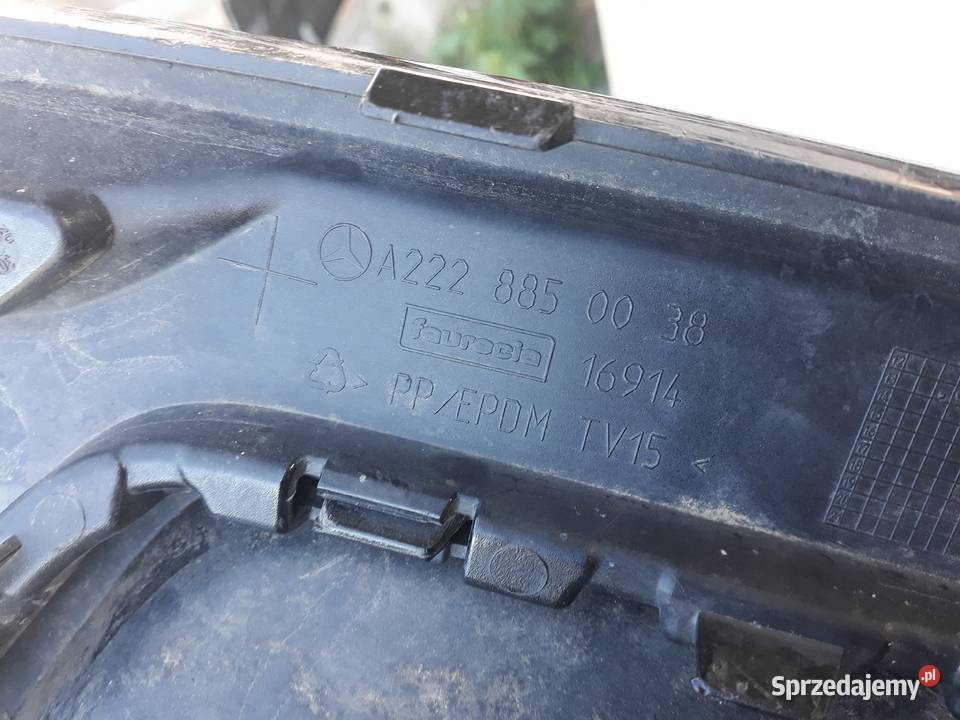 A222 885 00 38
faurecia 16914
> PP/EPDM TV15 <
Sprzedajemy.pl